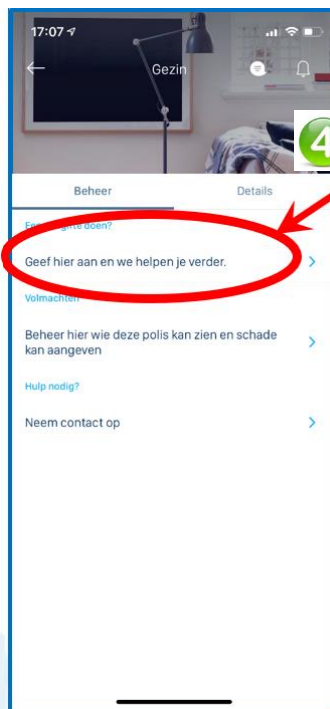 17:07
Gezin
4
Beheer
Details
doen?
Geef hier aan en we helpen je verder.
Volmachten
Beheer hier wie deze polis kan zien en schade
kan aangeven
Hulp nodig?
Neem contact op